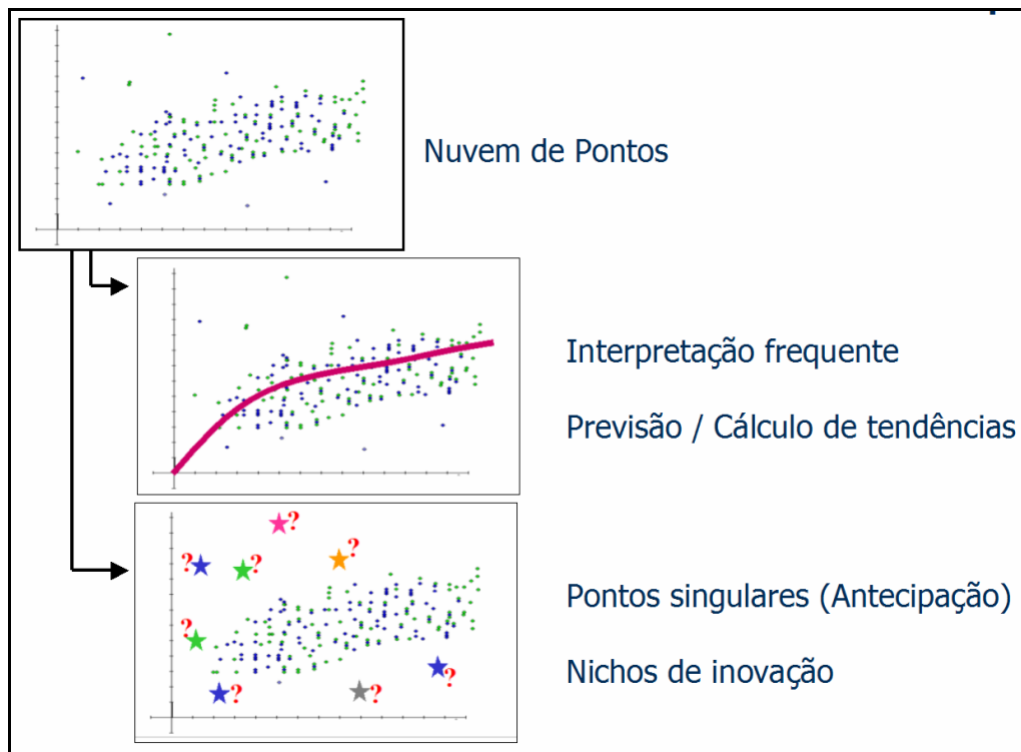 Nuvem de Pontos
Interpretação frequente
Previsão / Cálculo de tendências
? ? ? ?
? ? ? ?
Pontos singulares (Antecipação)
Nichos de inovação